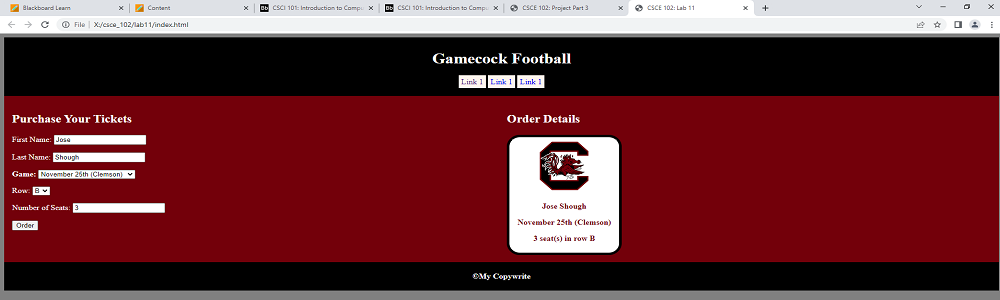 Blackboard Learn
Content
CSCI 101: Introduction to Compu
CSCI 101: Introduction to Compu
CSCE 102: Project Part 3
CSCE 102: Lab 11
File | X:/csce_102/lab11/index.html
Gamecock Football
Link 1 Link 1 Link 1
Purchase Your Tickets
First Name: Jose
Last Name: Shough
Game: November 25th (Clemson)
Row: B
Number of Seats: 3
Order
Order Details
Jose Shough
November 25th (Clemson)
3 seat(s) in row B
©My Copywrite